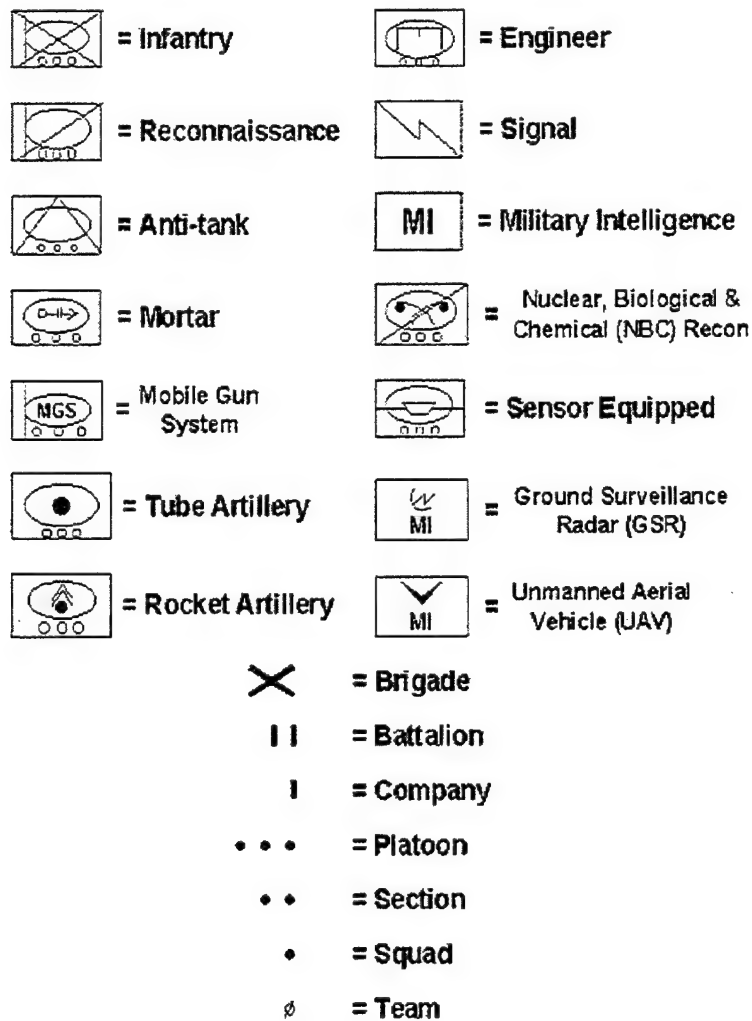 = Infantry
= Engineer
= Reconnaissance
= Signal
= Anti-tank
MI = Military Intelligence
= Mortar
= Nuclear, Biological &
Chemical (NBC) Recon
MGS = Mobile Gun
System
= Sensor Equipped
= Tube Artillery
MI = Ground Surveillance
Radar (GSR)
= Rocket Artillery
MI = Unmanned Aerial
Vehicle (UAV)
= Brigade
= Battalion
= Company
= Platoon
= Section
= Squad
= Team